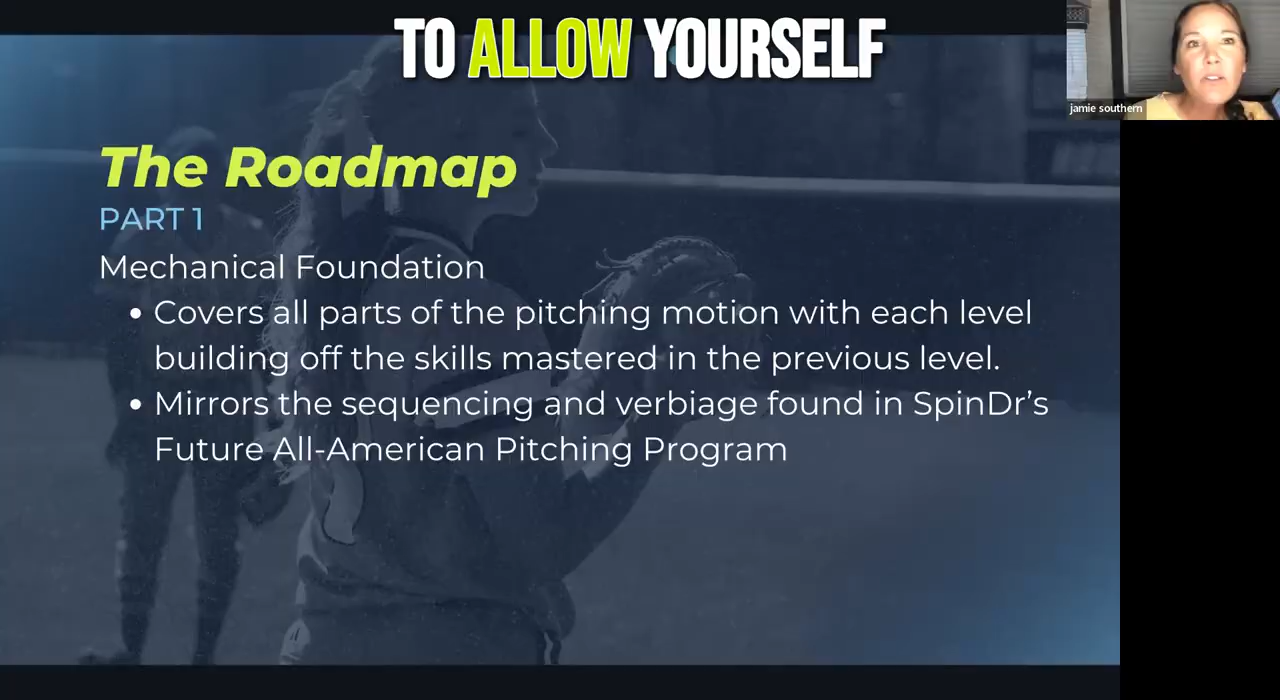 TO ALLOW YOURSELF
jamie southern
The Roadmap
PART 1
Mechanical Foundation
• Covers all parts of the pitching motion with each level
building off the skills mastered in the previous level.
• Mirrors the sequencing and verbiage found in SpinDr’s
Future All-American Pitching Program